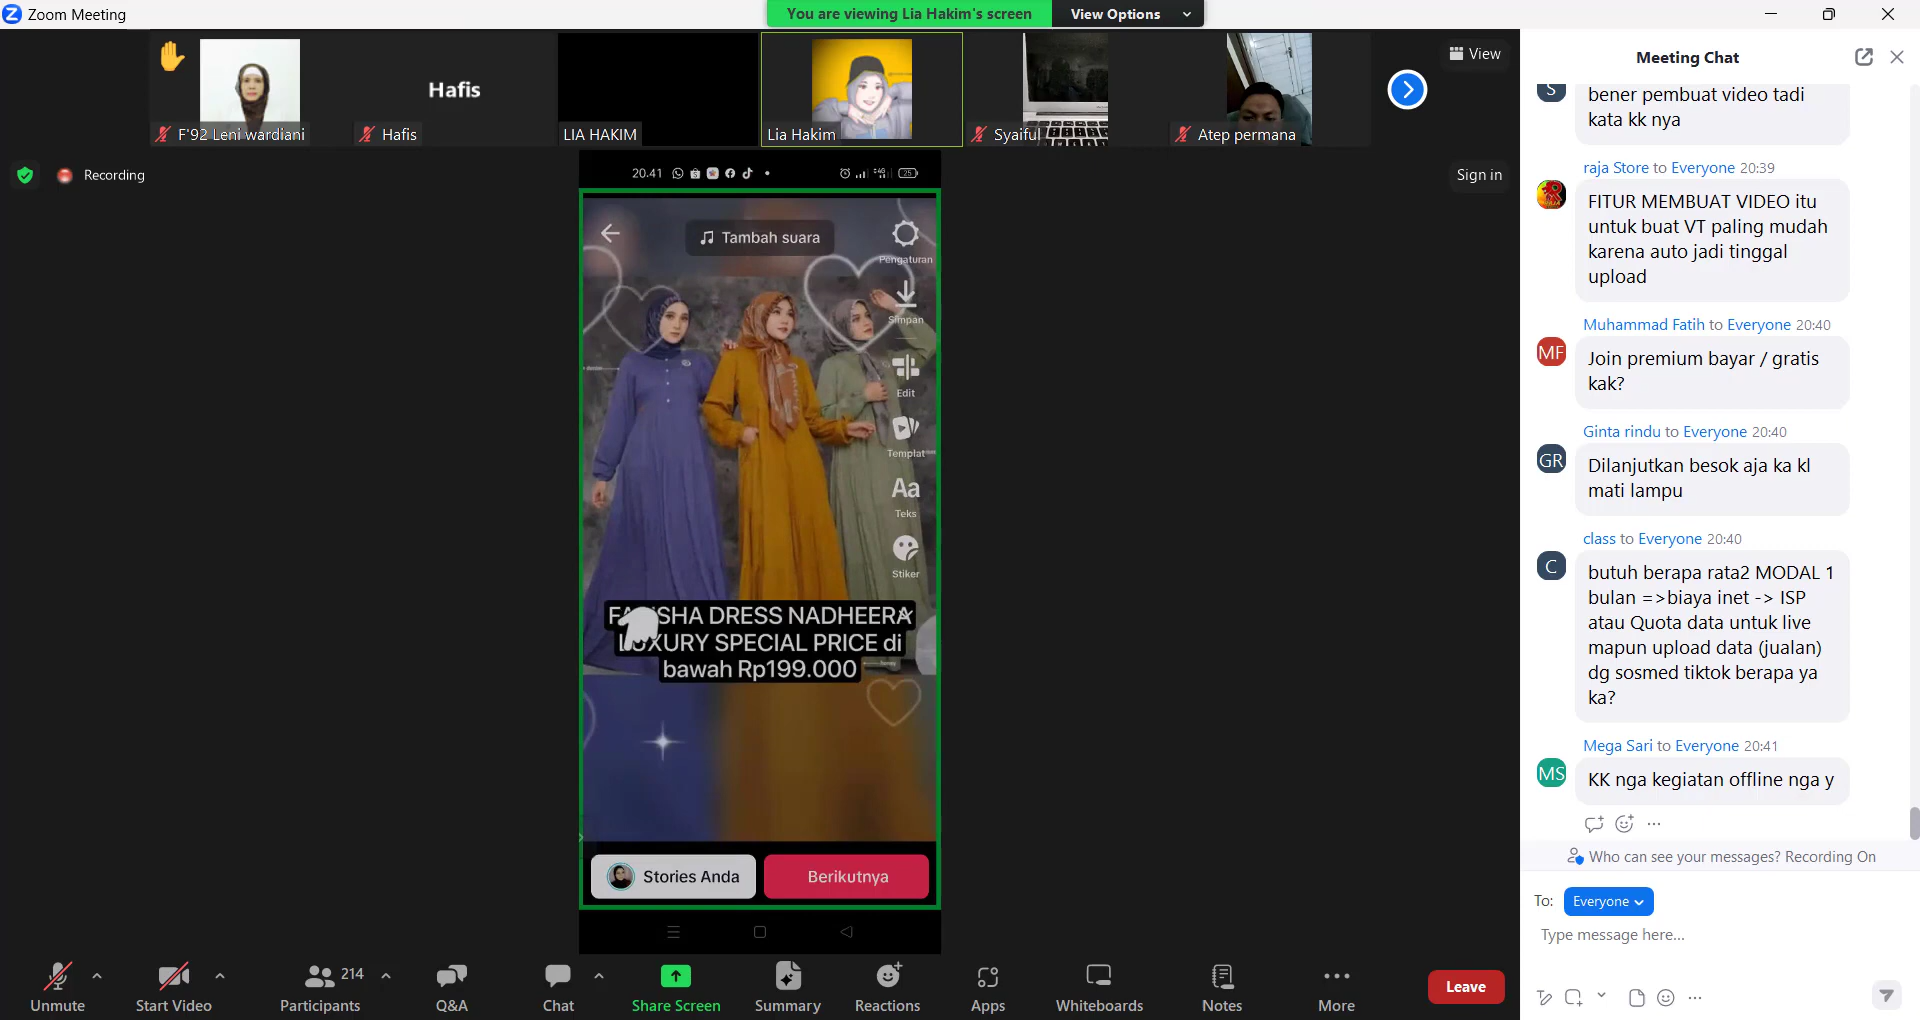 Zoom Meeting
You are viewing Lia Hakim's screen View Options
F'92 Leni wardiani
Hafis
Hafis
LIA HAKIM
Lia Hakim
Syaiful
Atep permana
View
Recording
Sign in
20.41
25
Tambah suara
Pengaturan
Simpan
Edit
Templat
Aa
Teks
Stiker
SHA DRESS NADHEERA
LUXURY SPECIAL PRICE di
bawah Rp199.000
Stories Anda
Berikutnya
Meeting Chat
S
bener pembuat video tadi
kata kk nya
raja Store to Everyone 20:39
FITUR MEMBUAT VIDEO itu
untuk buat VT paling mudah
karena auto jadi tinggal
upload
Muhammad Fatih to Everyone 20:40
MF
Join premium bayar / gratis
kak?
Ginta rindu to Everyone 20:40
GR
Dilanjutkan besok aja ka kl
mati lampu
class to Everyone 20:40
C
butuh berapa rata2 MODAL 1
bulan =>biaya inet -> ISP
atau Quota data untuk live
mapun upload data (jualan)
dg sosmed tiktok berapa ya
ka?
Mega Sari to Everyone 20:41
MS
KK nga kegiatan offline nga y
Who can see your messages? Recording On
To: Everyone
Type message here...
Unmute
Start Video
214
Participants
Q&A
Chat
Share Screen
Summary
Reactions
Apps
Whiteboards
Notes
More
Leave